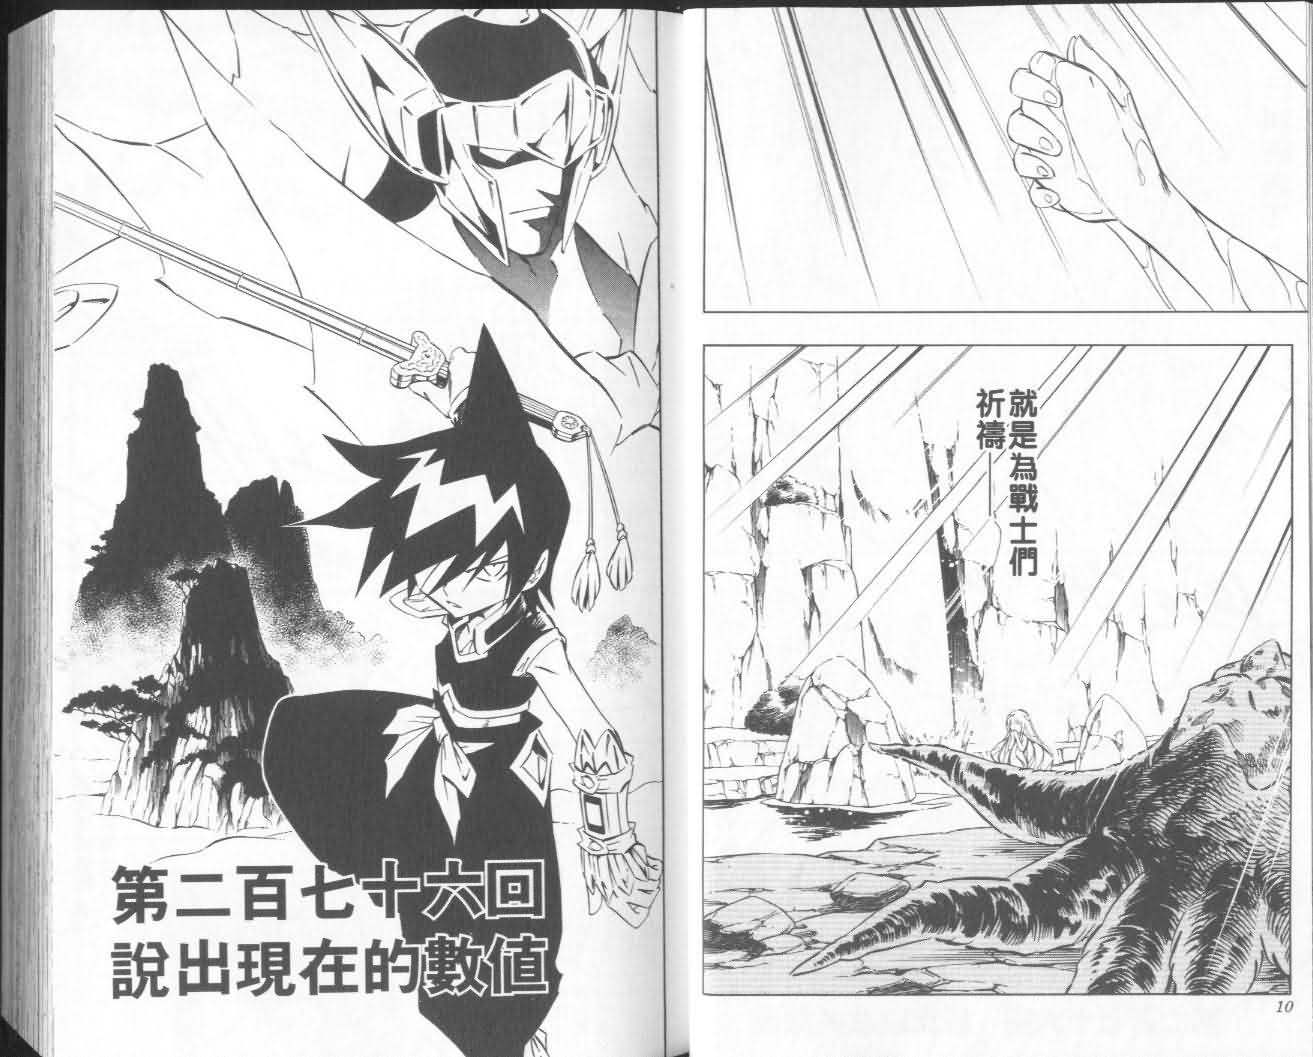 就是為戰士們
祈禱——
10
第二百七十六回
說出現在的數值